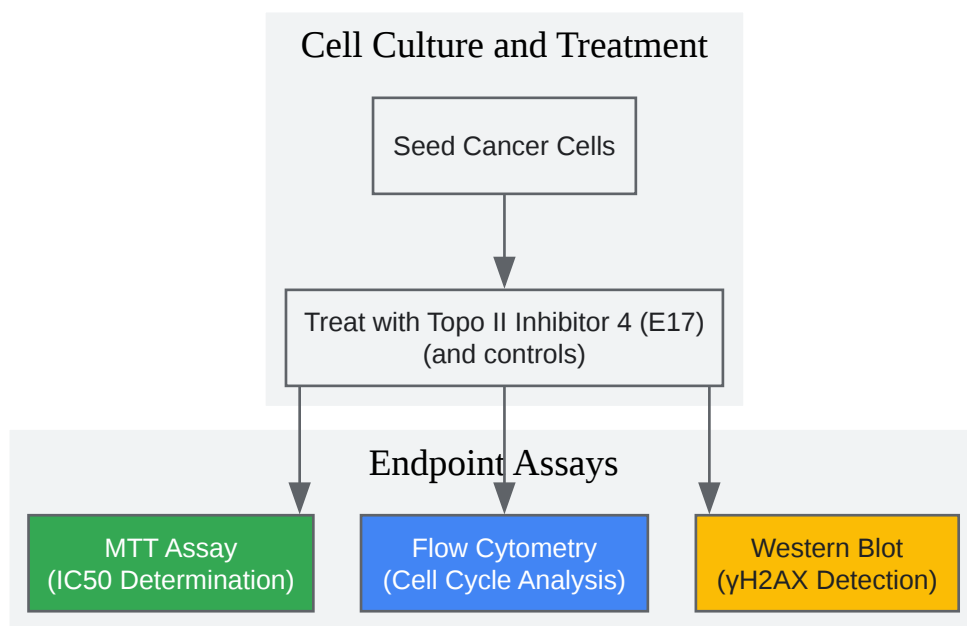 Cell Culture and Treatment
Seed Cancer Cells
Treat with Topo II Inhibitor 4 (E17)
(and controls)
Endpoint Assays
MTT Assay
(IC50 Determination)
Flow Cytometry
(Cell Cycle Analysis)
Western Blot
(γH2AX Detection)